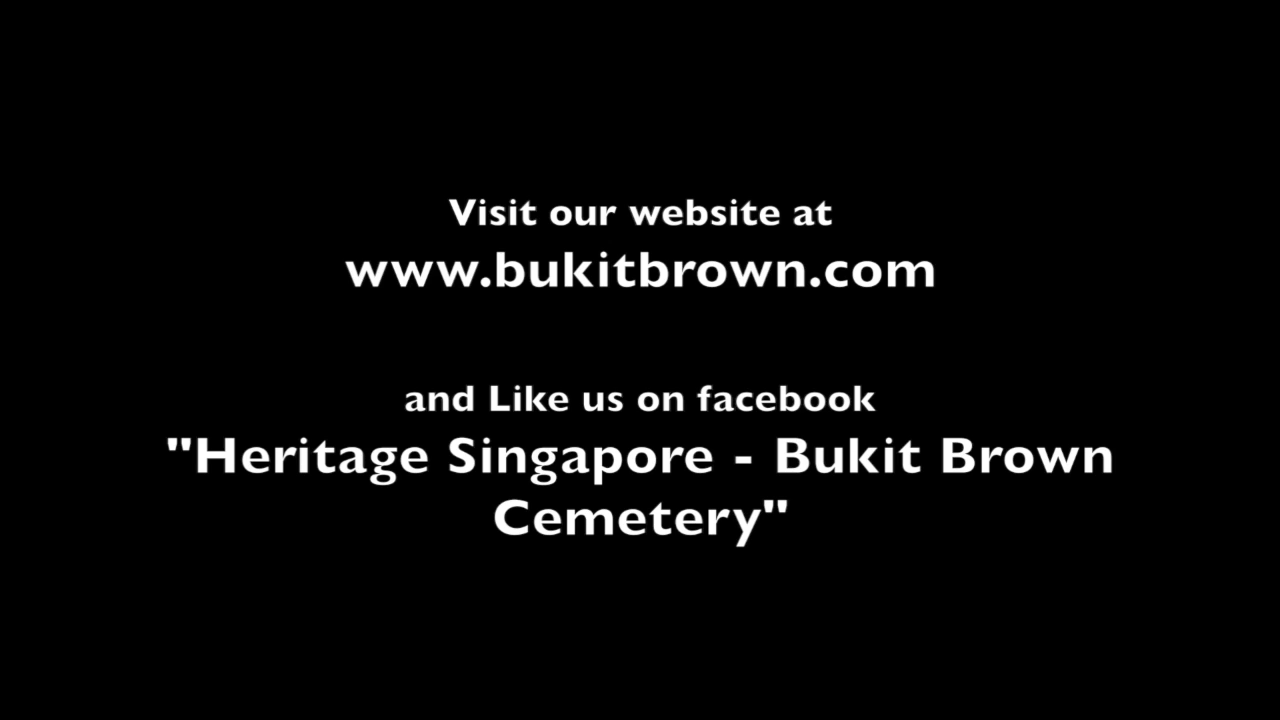 Visit our website at
www.bukitbrown.com
and Like us on facebook
"Heritage Singapore - Bukit Brown
Cemetery"